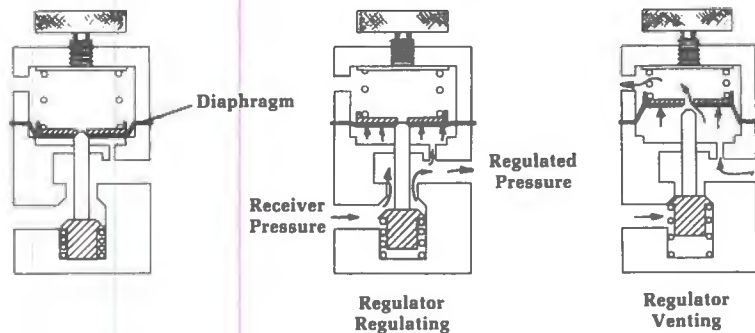 Diaphragm
Regulated
Pressure
Receiver
Pressure
Regulator
Regulating
Regulator
Venting